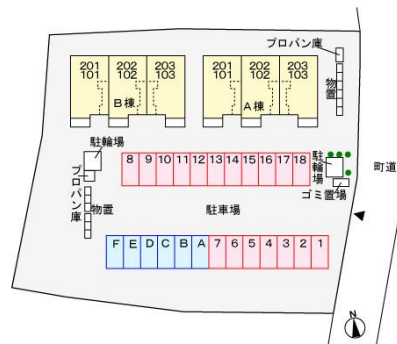 プロパン庫
201 202 203
101 102 103
B棟
201 202 203
101 102 103
A棟
物置
駐輪場
プロパン庫
物置
8 9 10 11 12 13 14 15 16 17 18
駐輪場
ゴミ置場
町道
駐車場
F E D C B A 7 6 5 4 3 2 1
N